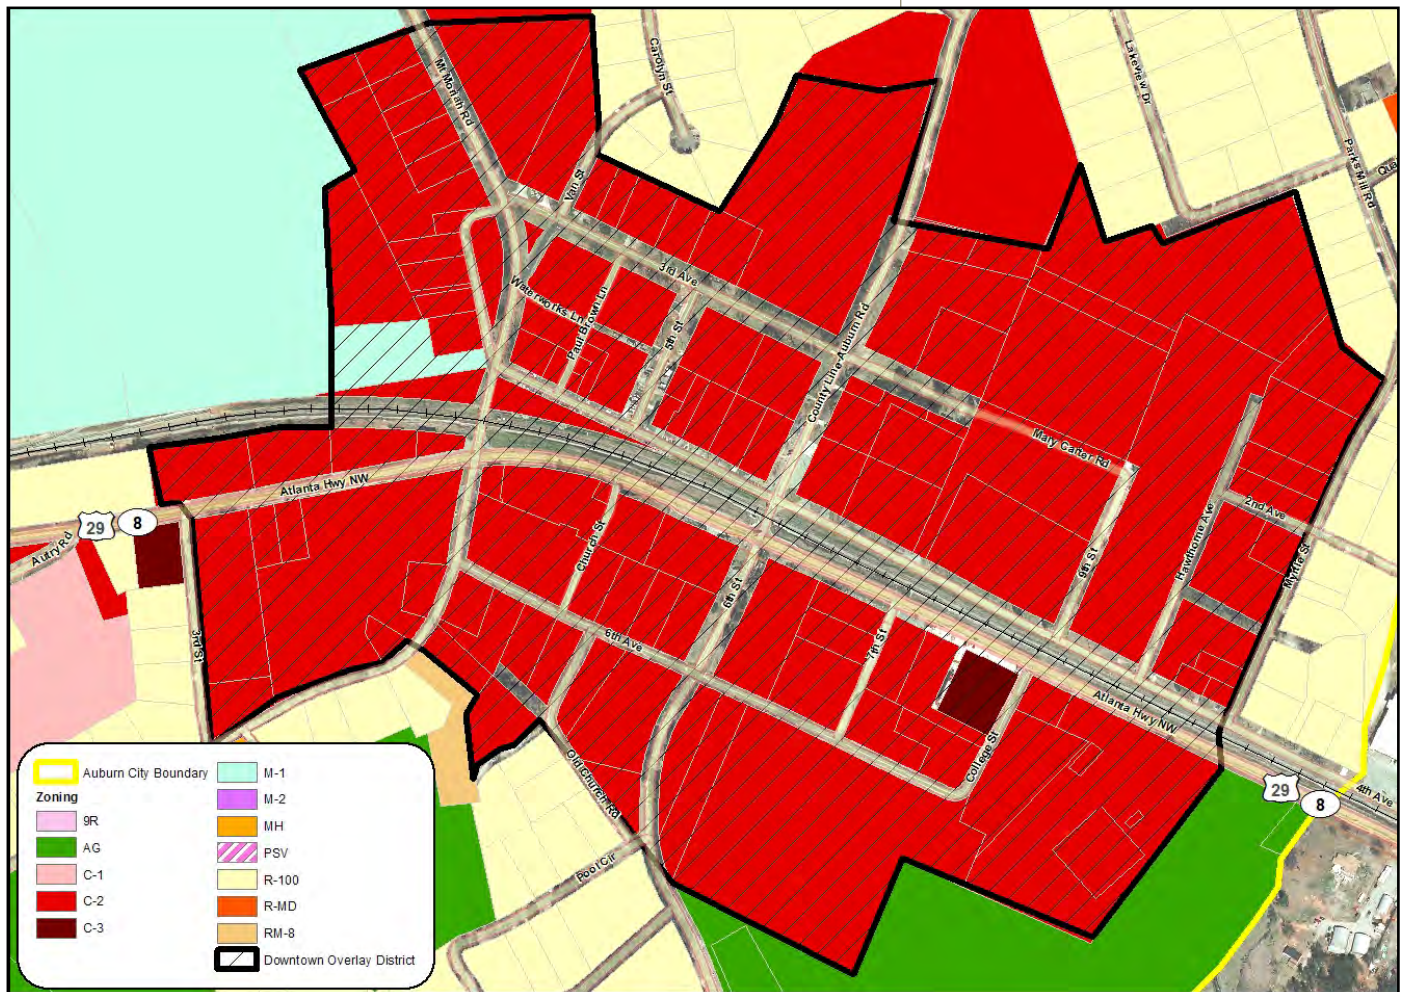 Mt Moriah Rd
Carolyn St
Lakeview Dr
Parks Mill Rd
Van St
3rd Ave
Waterworks Ln
Paul Brown Ln
5th St
County Line-Auburn Rd
Mary Carter Rd
Atlanta Hwy NW
29
8
Autry Rd
Church St
6th St
9th St
Hawthorne Ave
2nd Ave
Myrtle St
3rd St
6th Ave
7th St
College St
Atlanta Hwy NW
Old Church Rd
Pool Cir
29
8
4th Ave
Auburn City Boundary
Zoning
9R
AG
C-1
C-2
C-3
M-1
M-2
MH
PSV
R-100
R-MD
RM-8
Downtown Overlay District